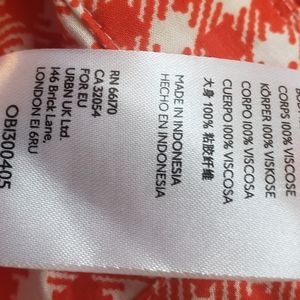 CORPS 100% VISCOSE
KÖRPER 100% VISKOSE
CORPO 100% VISCOSA
CUERPO 100% VISCOSA
大身 100% 粘胶纤维
MADE IN INDONESIA
HECHO EN INDONESIA
RN 66170
CA 32054
FOR EU
URBN UK Ltd.
146 Brick Lane,
LONDON E1 6RU
OB1300405